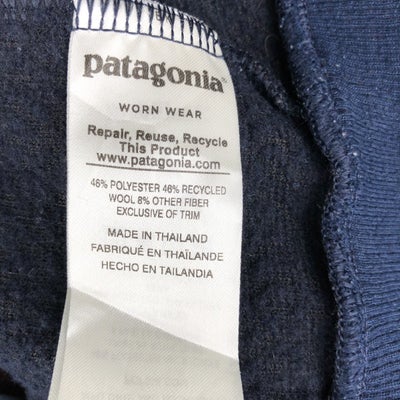 patagonia®
WORN WEAR
Repair, Reuse, Recycle
This Product
www.patagonia.com
46% POLYESTER 46% RECYCLED
WOOL 8% OTHER FIBER
EXCLUSIVE OF TRIM
MADE IN THAILAND
FABRIQUÉ EN THAÏLANDE
HECHO EN TAILANDIA